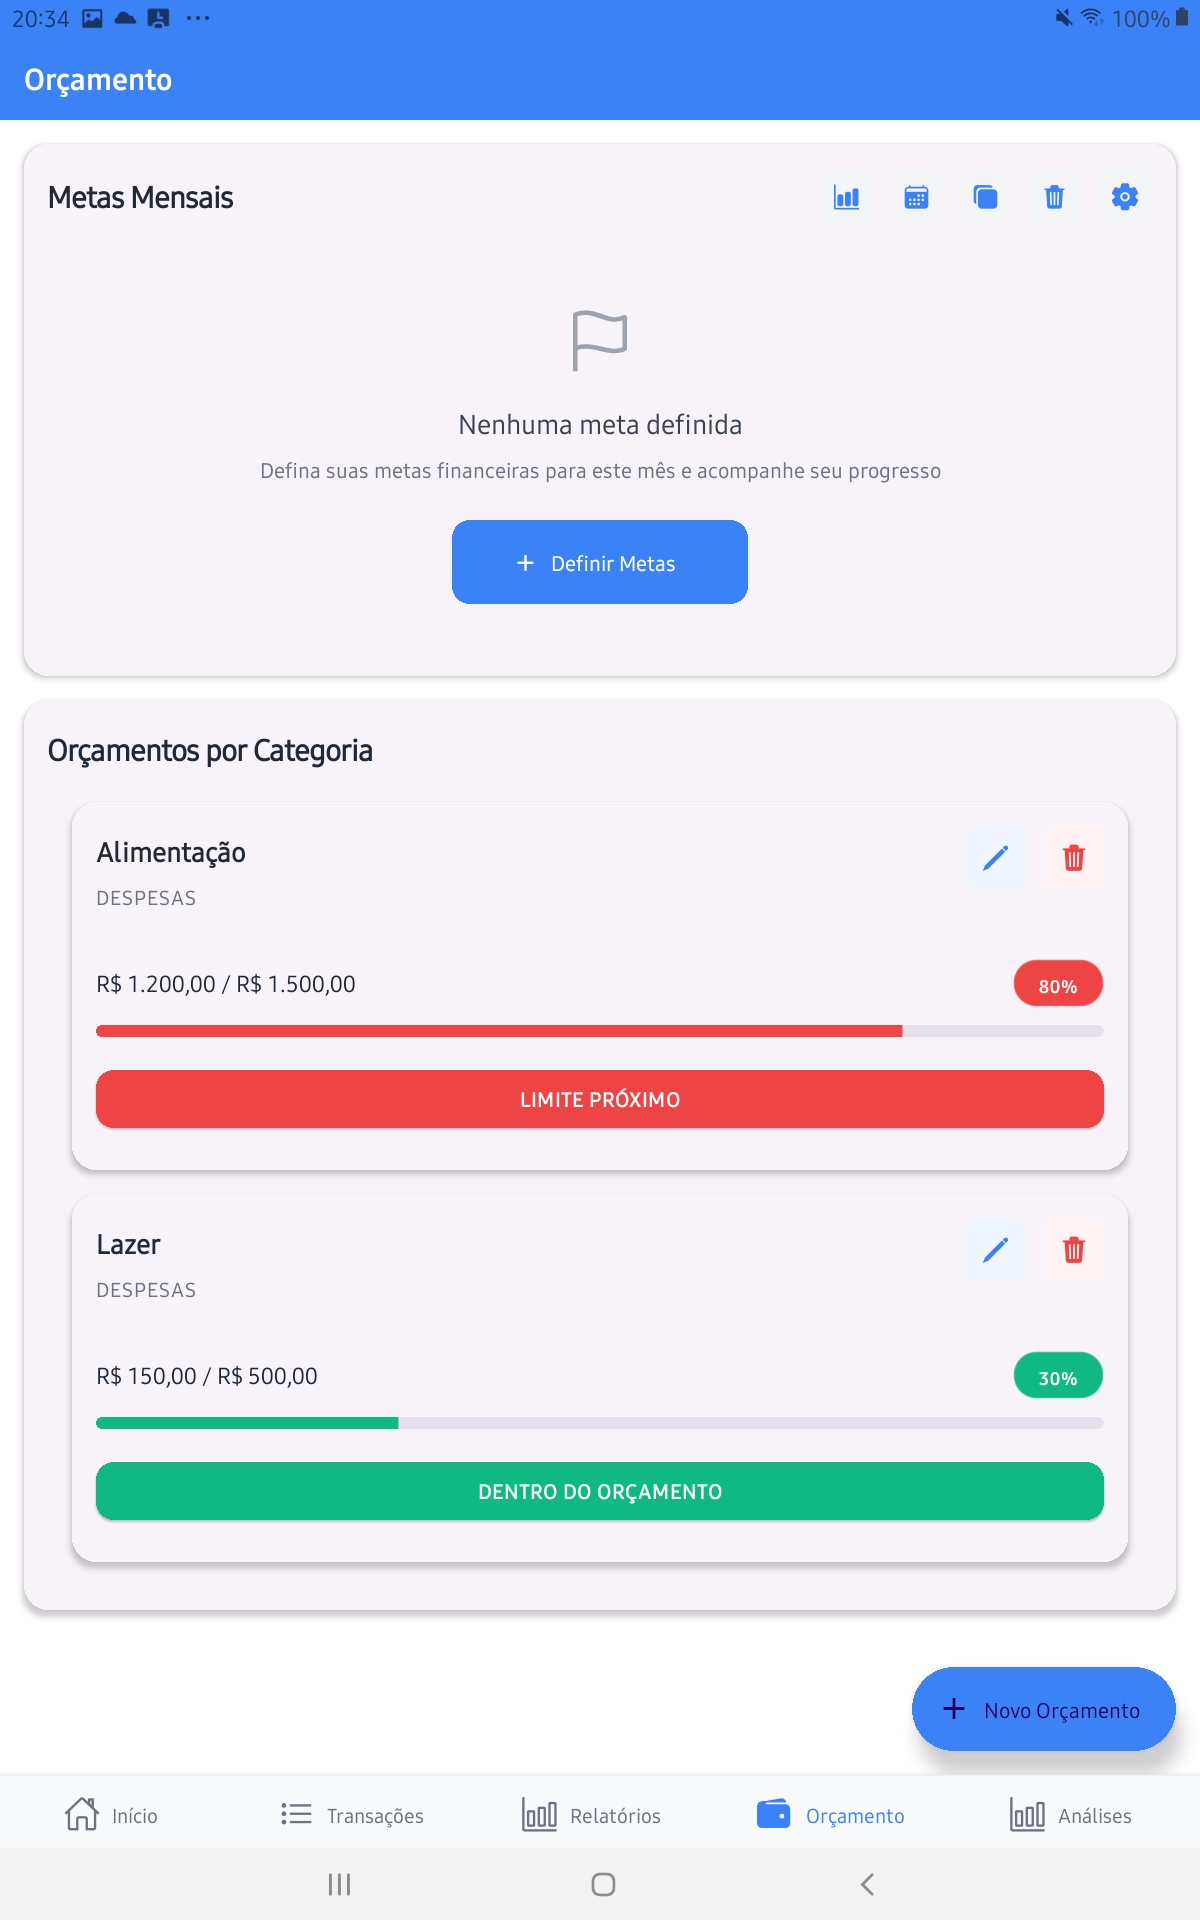 20:34
100%
Orçamento
Metas Mensais
Nenhuma meta definida
Defina suas metas financeiras para este mês e acompanhe seu progresso
+ Definir Metas
Orçamentos por Categoria
Alimentação
DESPESAS
R$ 1.200,00 / R$ 1.500,00
80%
LIMITE PRÓXIMO
Lazer
DESPESAS
R$ 150,00 / R$ 500,00
30%
DENTRO DO ORÇAMENTO
+ Novo Orçamento
Início
Transações
Relatórios
Orçamento
Análises